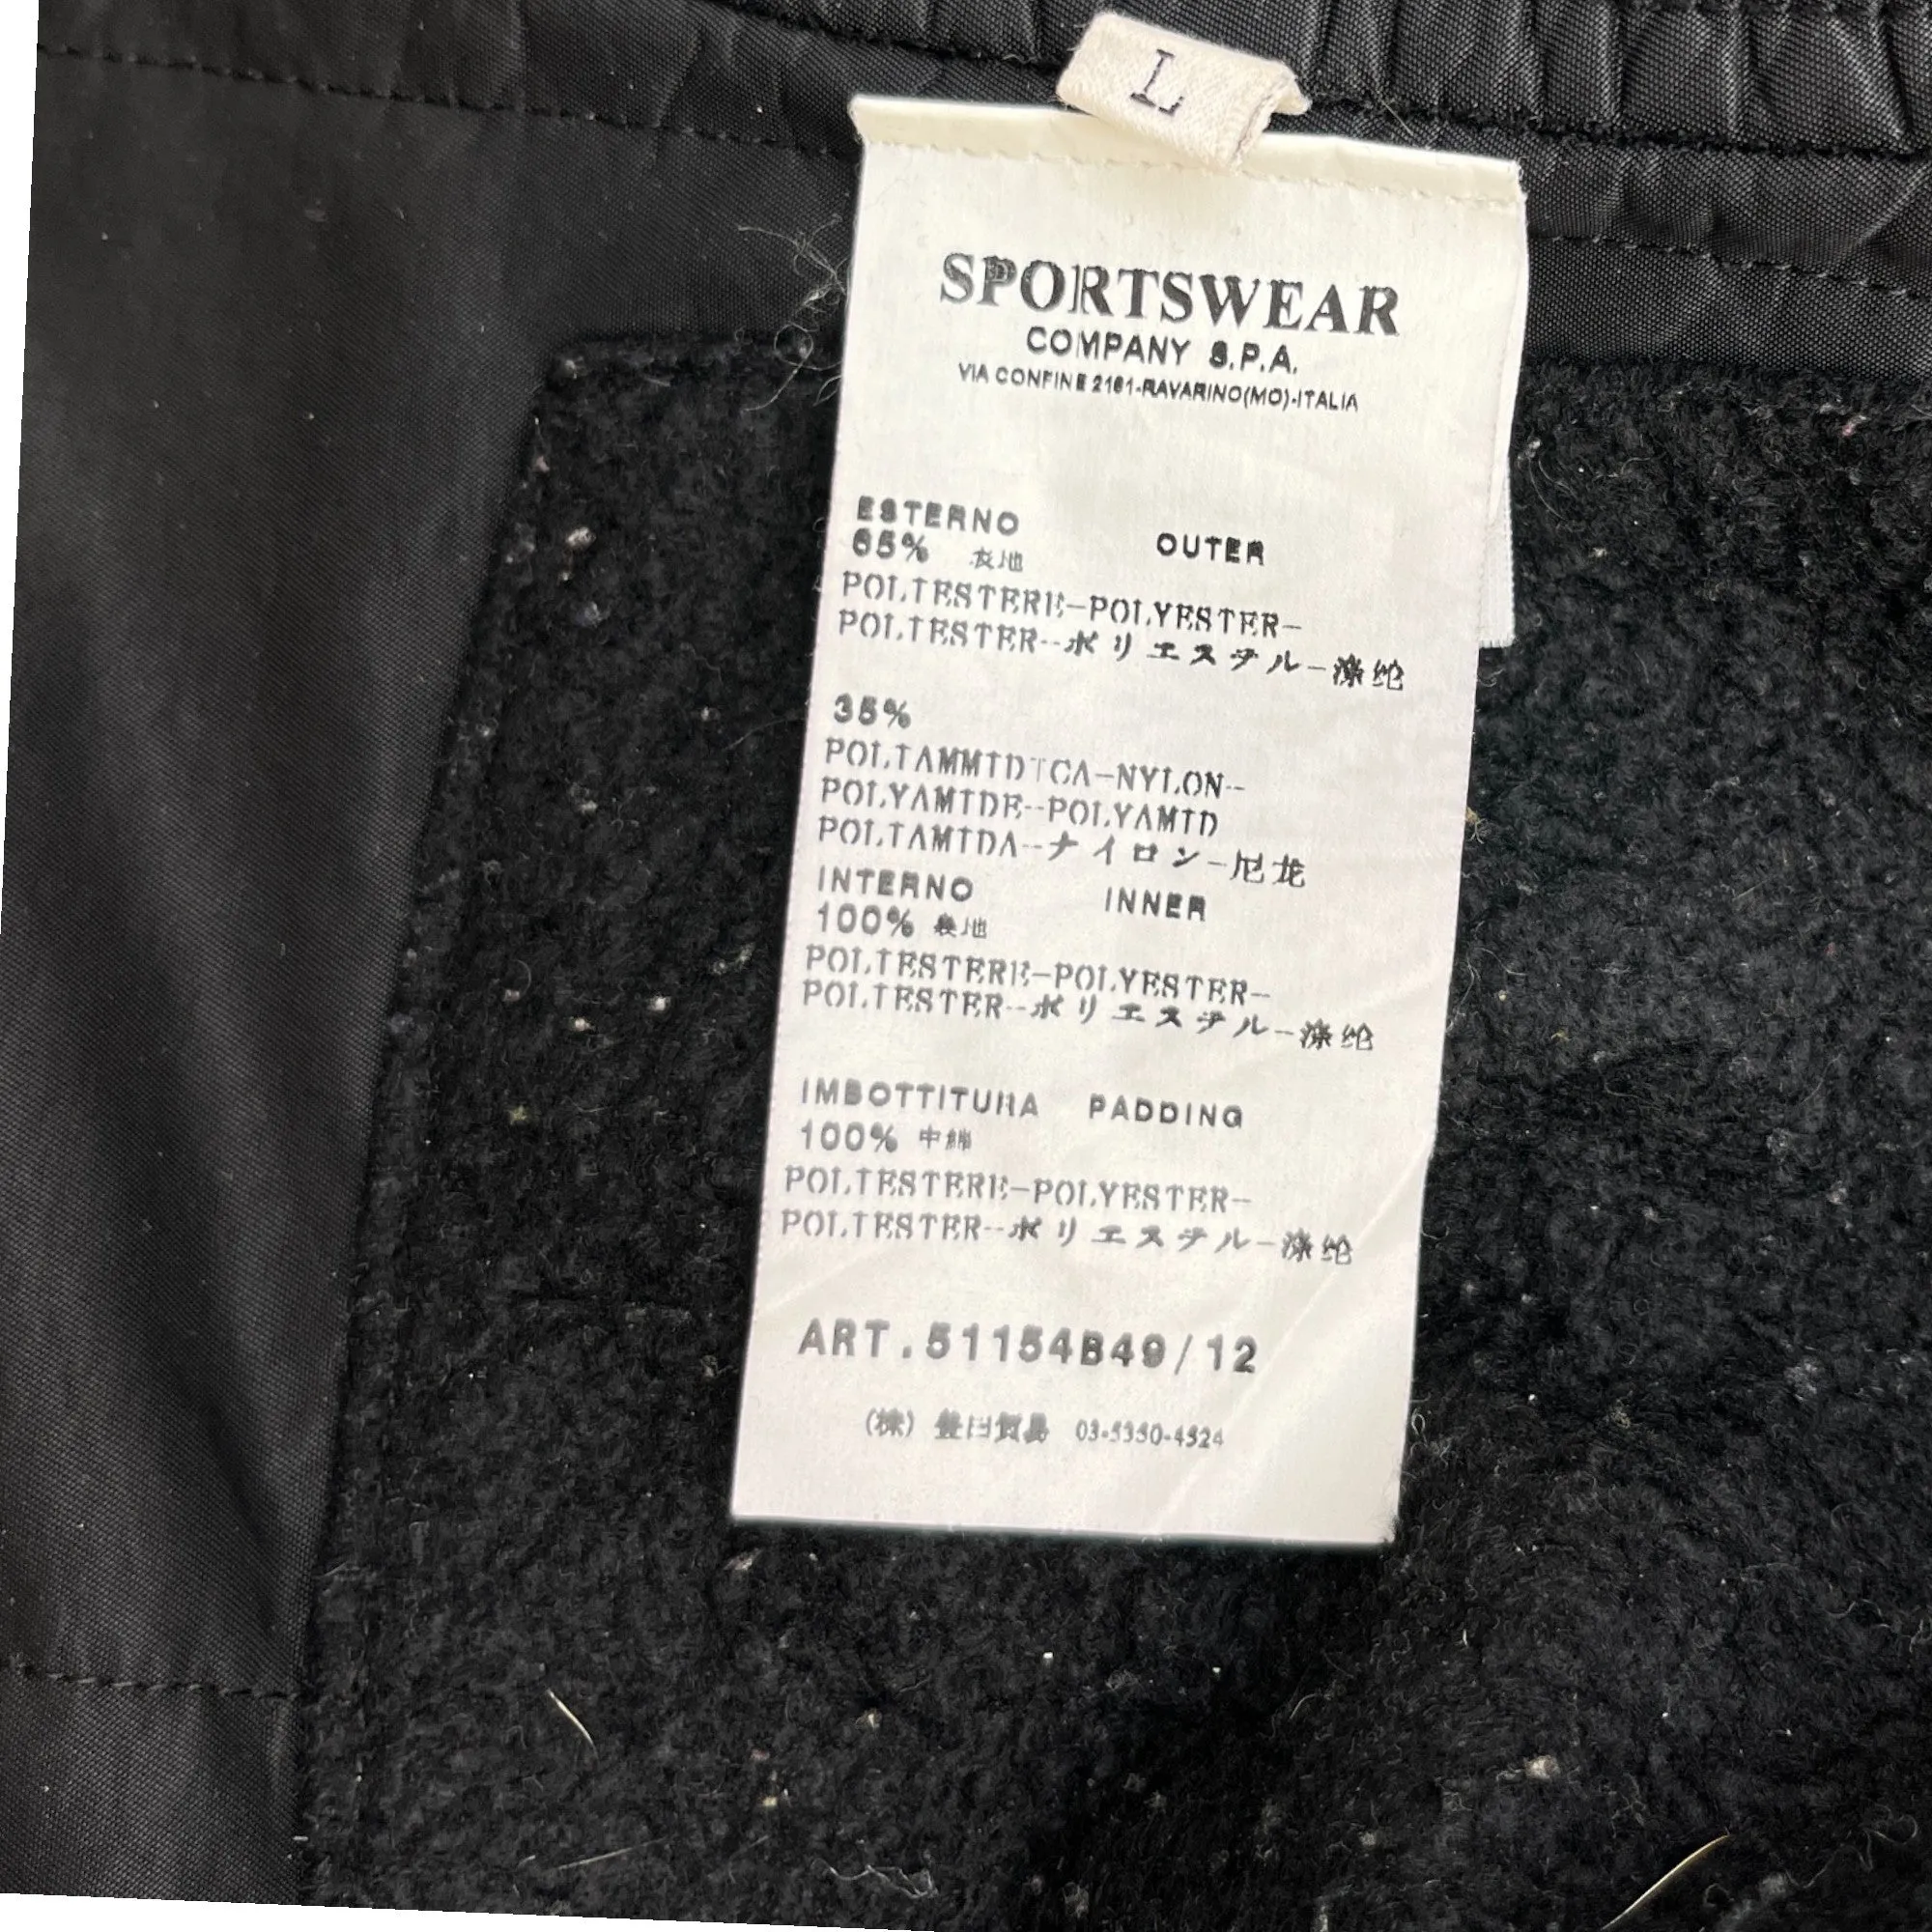 L
SPORTSWEAR
COMPANY S.P.A.
VIA CONFINE 2161-RAVARINO(MO)-ITALIA
ESTERNO OUTER
65% 表地
POLIESTERE-POLYESTER-
POLIESTER-ポリエステル-涤纶
35%
POLIAMMIDICA-NYLON-
POLYAMIDE-POLYAMID
POLIAMIDA-ナイロン-尼龙
INTERNO INNER
100% 裏地
POLIESTERE-POLYESTER-
POLIESTER-ポリエステル-涤纶
IMBOTTITURA PADDING
100% 中綿
POLIESTERE-POLYESTER-
POLIESTER-ポリエステル-涤纶
ART.51154B49/12
(株)